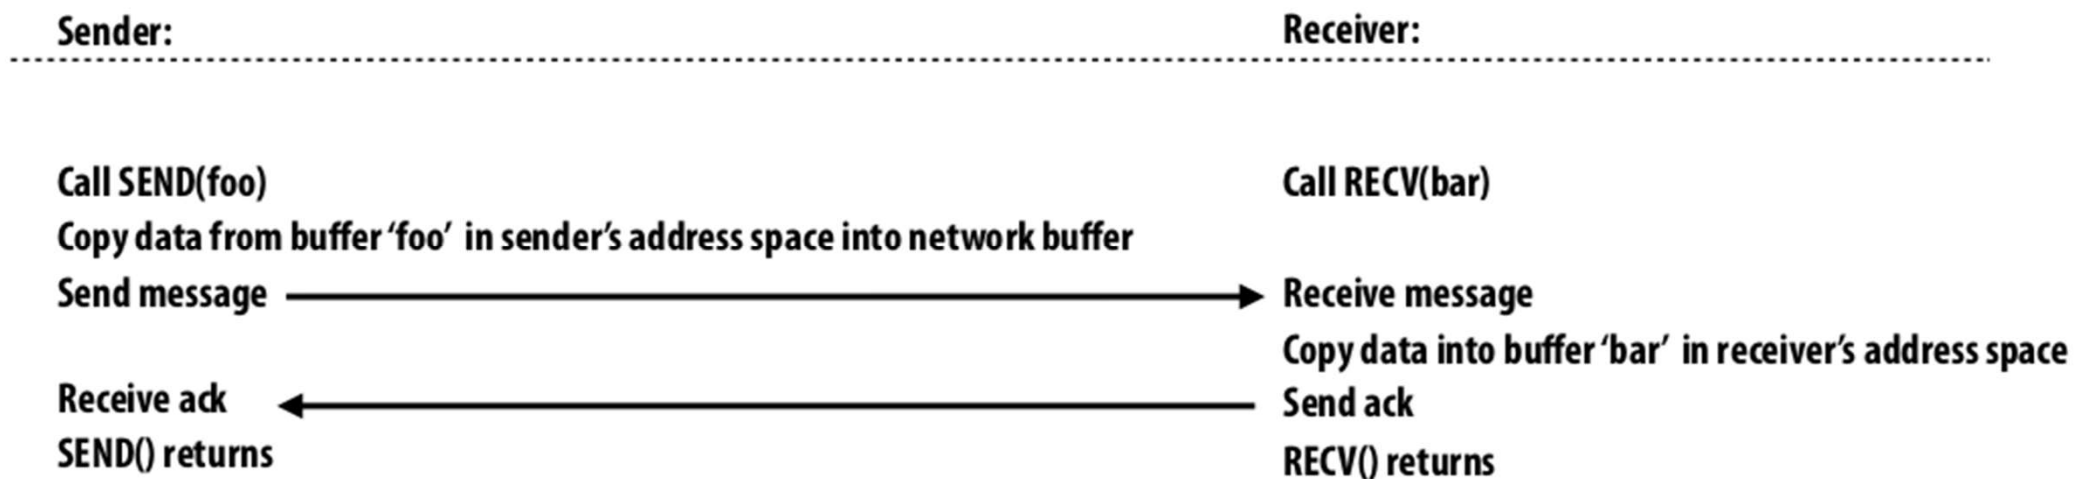 Sender:
Receiver:
Call SEND(foo)
Call RECV(bar)
Copy data from buffer ‘foo’ in sender’s address space into network buffer
Send message
Receive message
Copy data into buffer ‘bar’ in receiver’s address space
Receive ack
Send ack
SEND() returns
RECV() returns